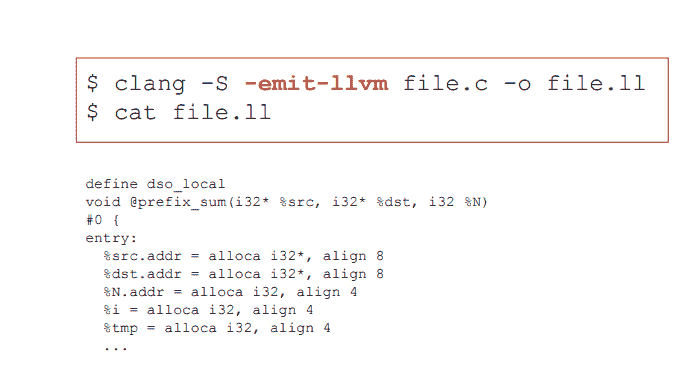 $ clang -S -emit-llvm file.c -o file.ll
$ cat file.ll
define dso_local
void @prefix_sum(i32* %src, i32* %dst, i32 %N)
#0 {
entry:
  %src.addr = alloca i32*, align 8
  %dst.addr = alloca i32*, align 8
  %N.addr = alloca i32, align 4
  %i = alloca i32, align 4
  %tmp = alloca i32, align 4
  ...